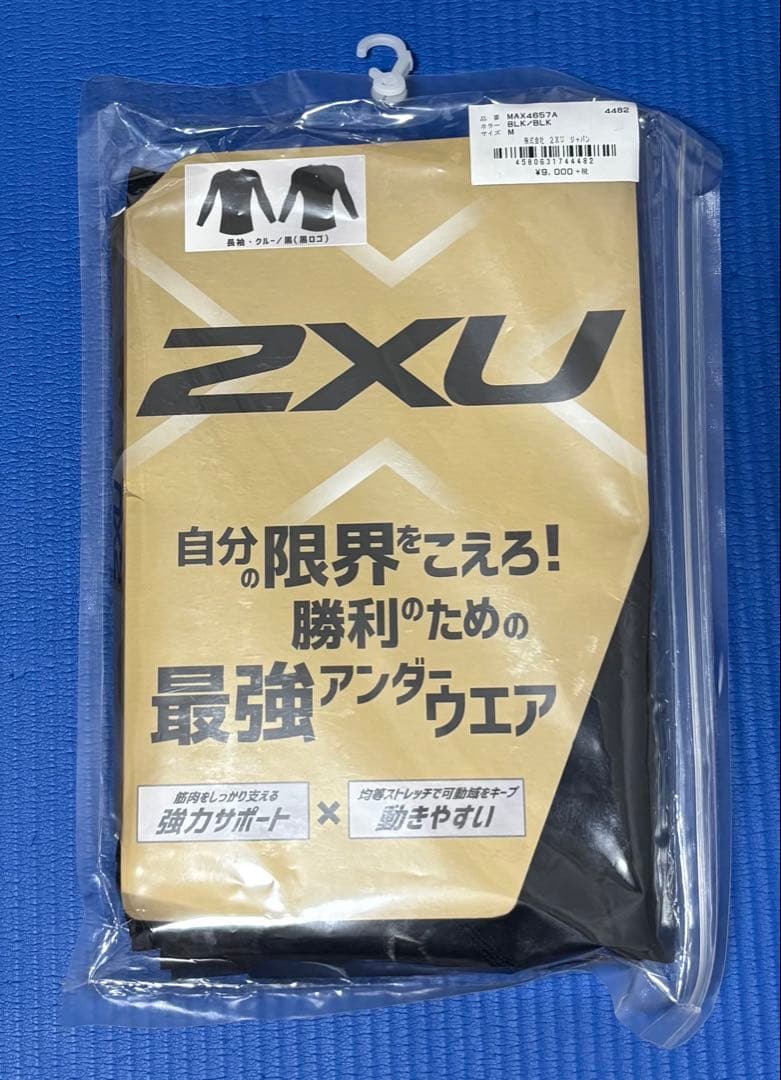 品番 MAX4657A 4482
カラー BLK/BLK
サイズ M
株式会社 2XU ジャパン
4580631744482
¥9,000+税
長袖・クルー/黒(黒ロゴ)
2XU
自分の限界をこえろ!
勝利のための
最強アンダーウエア
筋肉をしっかり支える
強力サポート
×
均等ストレッチで可動域をキープ
動きやすい
2XU